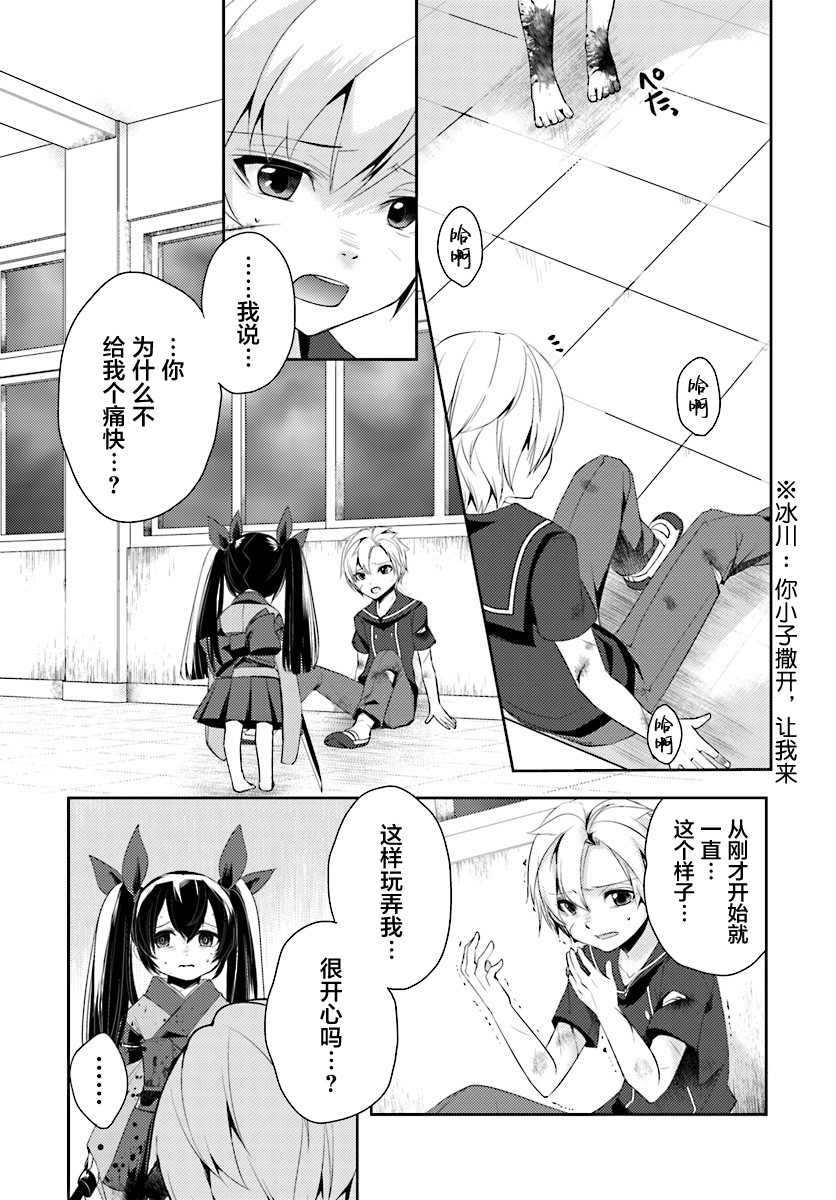 ペたっ
哈啊
哈啊
哈啊
※冰川：你小子撒开，让我来
……我说…
…你
为什么不
给我个痛快…？
从刚才开始就
一直…
这个样子…
这样玩弄我…
很开心吗…？
……